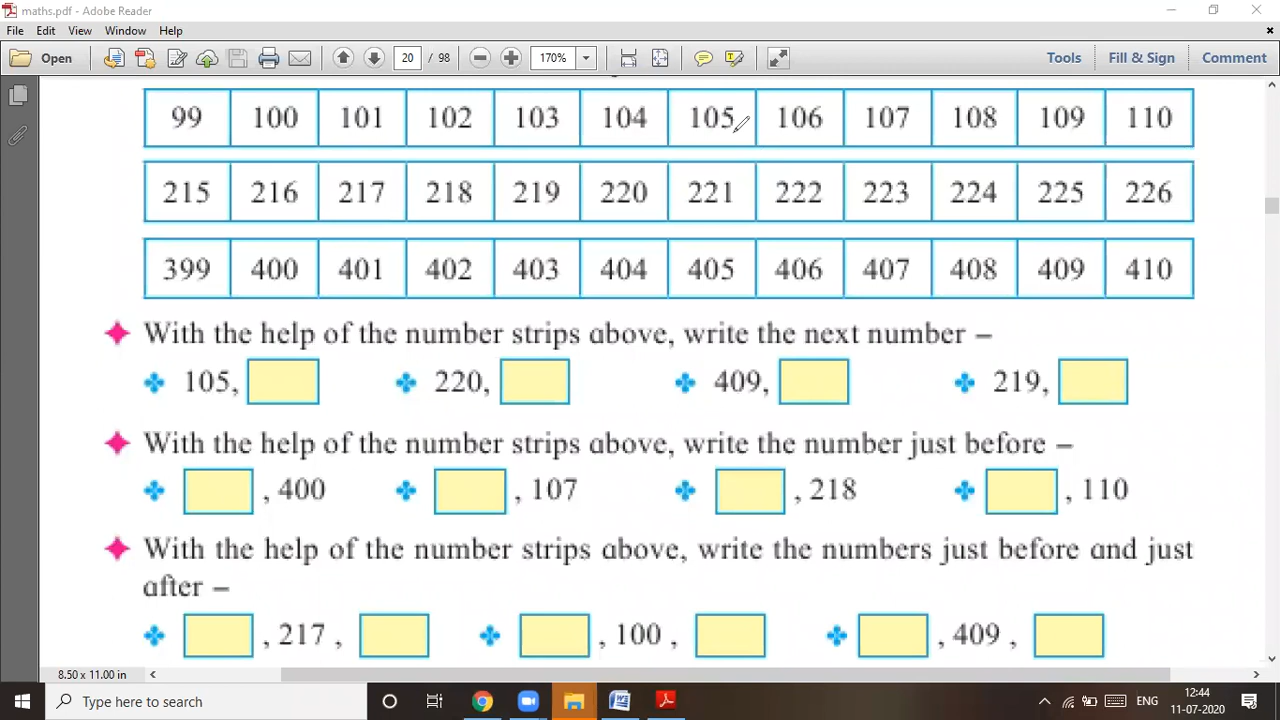 maths.pdf - Adobe Reader
File Edit View Window Help
Open 20 / 98 170% Tools Fill & Sign Comment
99 100 101 102 103 104 105 106 107 108 109 110
215 216 217 218 219 220 221 222 223 224 225 226
399 400 401 402 403 404 405 406 407 408 409 410
With the help of the number strips above, write the next number –
105, 220, 409, 219,
With the help of the number strips above, write the number just before –
, 400 , 107 , 218 , 110
With the help of the number strips above, write the numbers just before and just
after –
, 217 , , 100 , , 409 ,
8.50 x 11.00 in
Type here to search ENG 12:44
11-07-2020